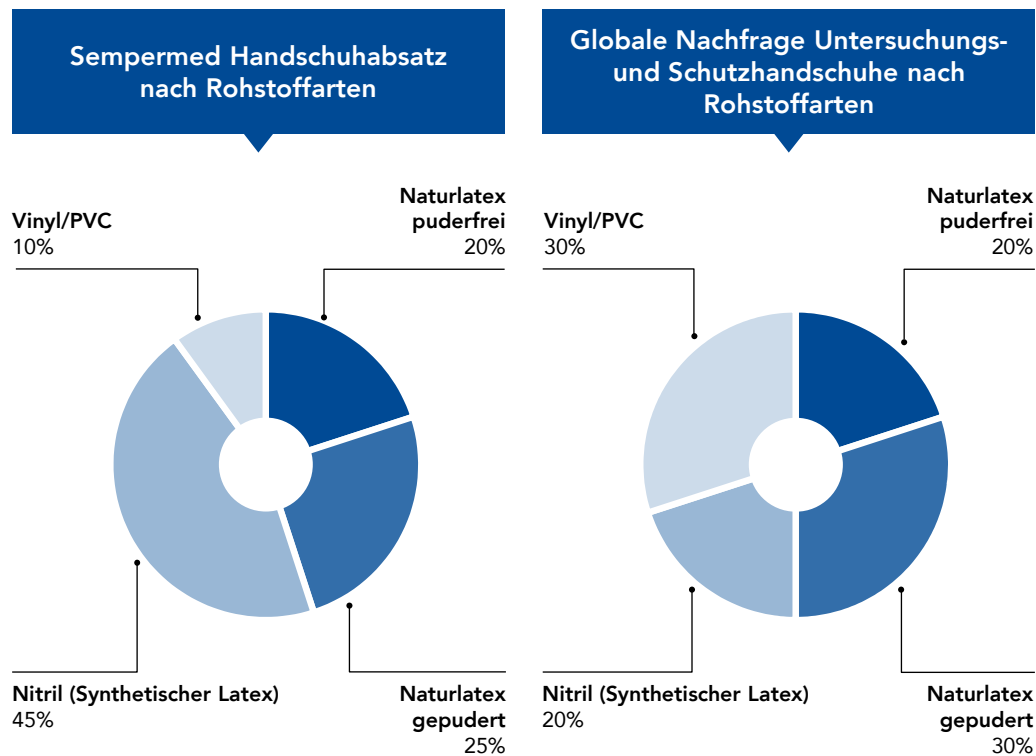 Sempermed Handschuhabsatz
nach Rohstoffarten
Vinyl/PVC
10%
Naturlatex
puderfrei
20%
Nitril (Synthetischer Latex)
45%
Naturlatex
gepudert
25%
Globale Nachfrage Untersuchungs-
und Schutzhandschuhe nach
Rohstoffarten
Vinyl/PVC
30%
Naturlatex
puderfrei
20%
Nitril (Synthetischer Latex)
20%
Naturlatex
gepudert
30%